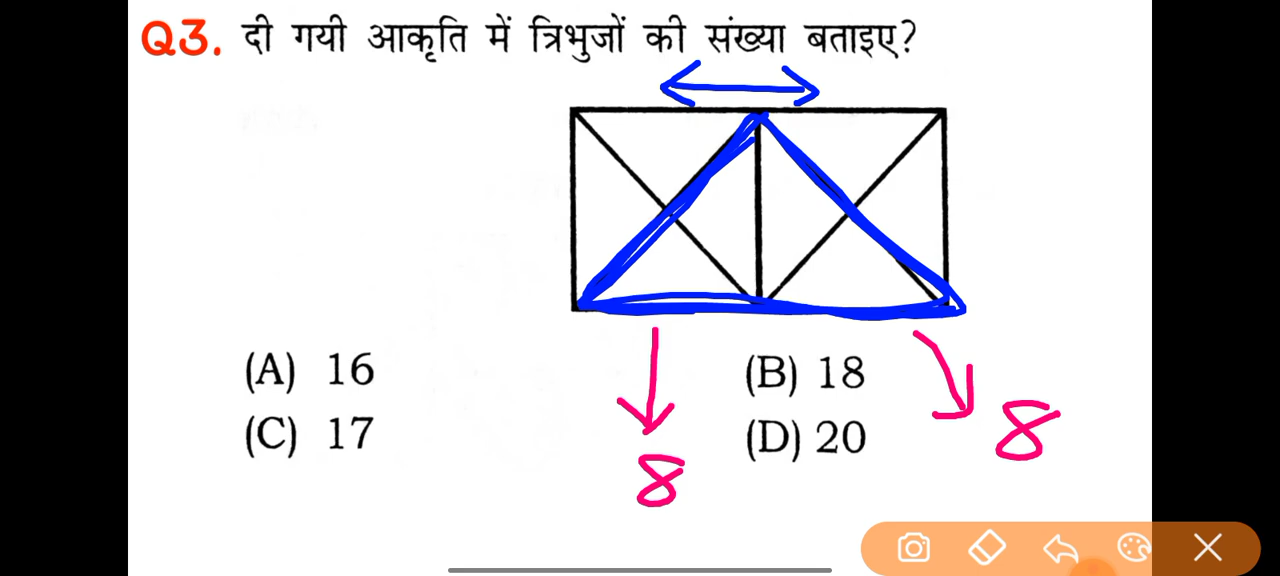 Q3. दी गयी आकृति में त्रिभुजों की संख्या बताइए?
(A) 16
(B) 18
(C) 17
(D) 20
8
8